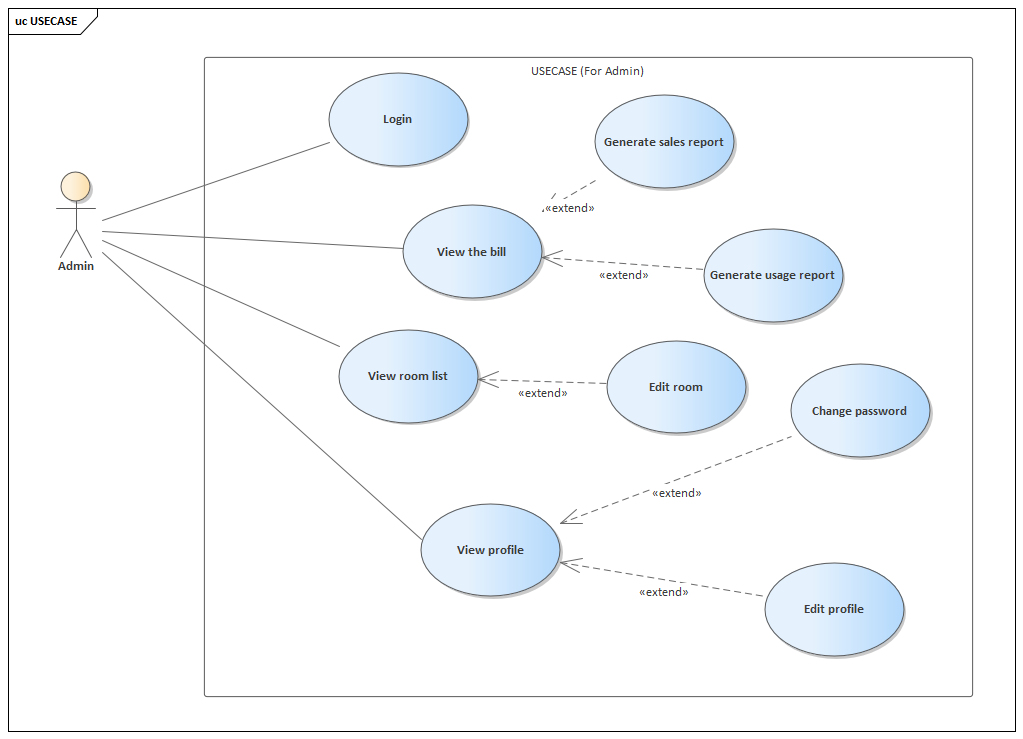 uc USECASE
USECASE (For Admin)
Login
Generate sales report
«extend»
View the bill
Admin
Generate usage report
«extend»
View room list
Edit room
«extend»
Change password
«extend»
View profile
«extend»
Edit profile